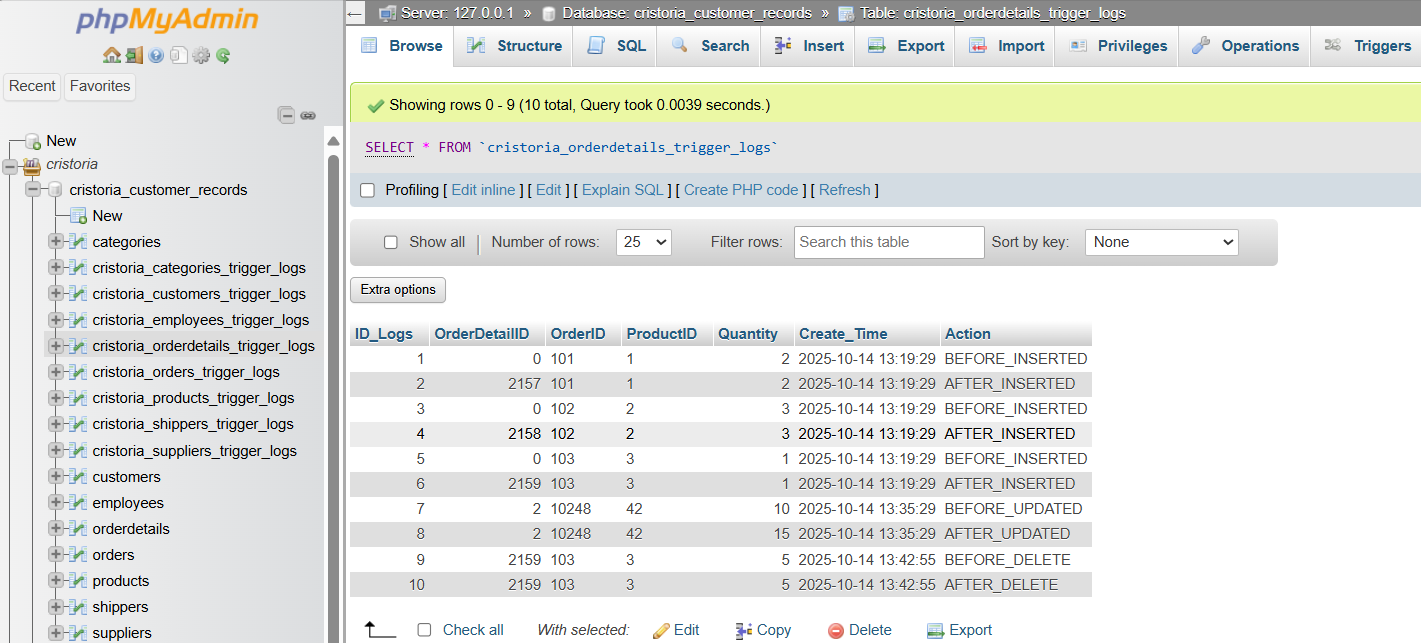 phpMyAdmin
Recent Favorites
New
cristoria
cristoria_customer_records
New
categories
cristoria_categories_trigger_logs
cristoria_customers_trigger_logs
cristoria_employees_trigger_logs
cristoria_orderdetails_trigger_logs
cristoria_orders_trigger_logs
cristoria_products_trigger_logs
cristoria_shippers_trigger_logs
cristoria_suppliers_trigger_logs
customers
employees
orderdetails
orders
products
shippers
suppliers
Server: 127.0.0.1 » Database: cristoria_customer_records » Table: cristoria_orderdetails_trigger_logs
Browse Structure SQL Search Insert Export Import Privileges Operations Triggers
Showing rows 0 - 9 (10 total, Query took 0.0039 seconds.)
SELECT * FROM `cristoria_orderdetails_trigger_logs`
Profiling [ Edit inline ] [ Edit ] [ Explain SQL ] [ Create PHP code ] [ Refresh ]
Show all | Number of rows: 25 Filter rows: Search this table Sort by key: None
Extra options
ID_Logs OrderDetailID OrderID ProductID Quantity Create_Time Action
1 0 101 1 2 2025-10-14 13:19:29 BEFORE_INSERTED
2 2157 101 1 2 2025-10-14 13:19:29 AFTER_INSERTED
3 0 102 2 3 2025-10-14 13:19:29 BEFORE_INSERTED
4 2158 102 2 3 2025-10-14 13:19:29 AFTER_INSERTED
5 0 103 3 1 2025-10-14 13:19:29 BEFORE_INSERTED
6 2159 103 3 1 2025-10-14 13:19:29 AFTER_INSERTED
7 2 10248 42 10 2025-10-14 13:35:29 BEFORE_UPDATED
8 2 10248 42 15 2025-10-14 13:35:29 AFTER_UPDATED
9 2159 103 3 5 2025-10-14 13:42:55 BEFORE_DELETE
10 2159 103 3 5 2025-10-14 13:42:55 AFTER_DELETE
Check all With selected: Edit Copy Delete Export